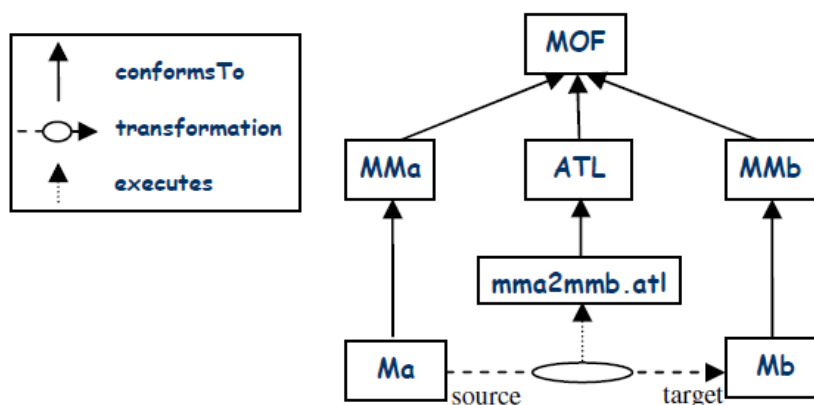 conformsTo
transformation
executes
MOF
MMa
ATL
MMb
mma2mmb.atl
Ma
source
target
Mb